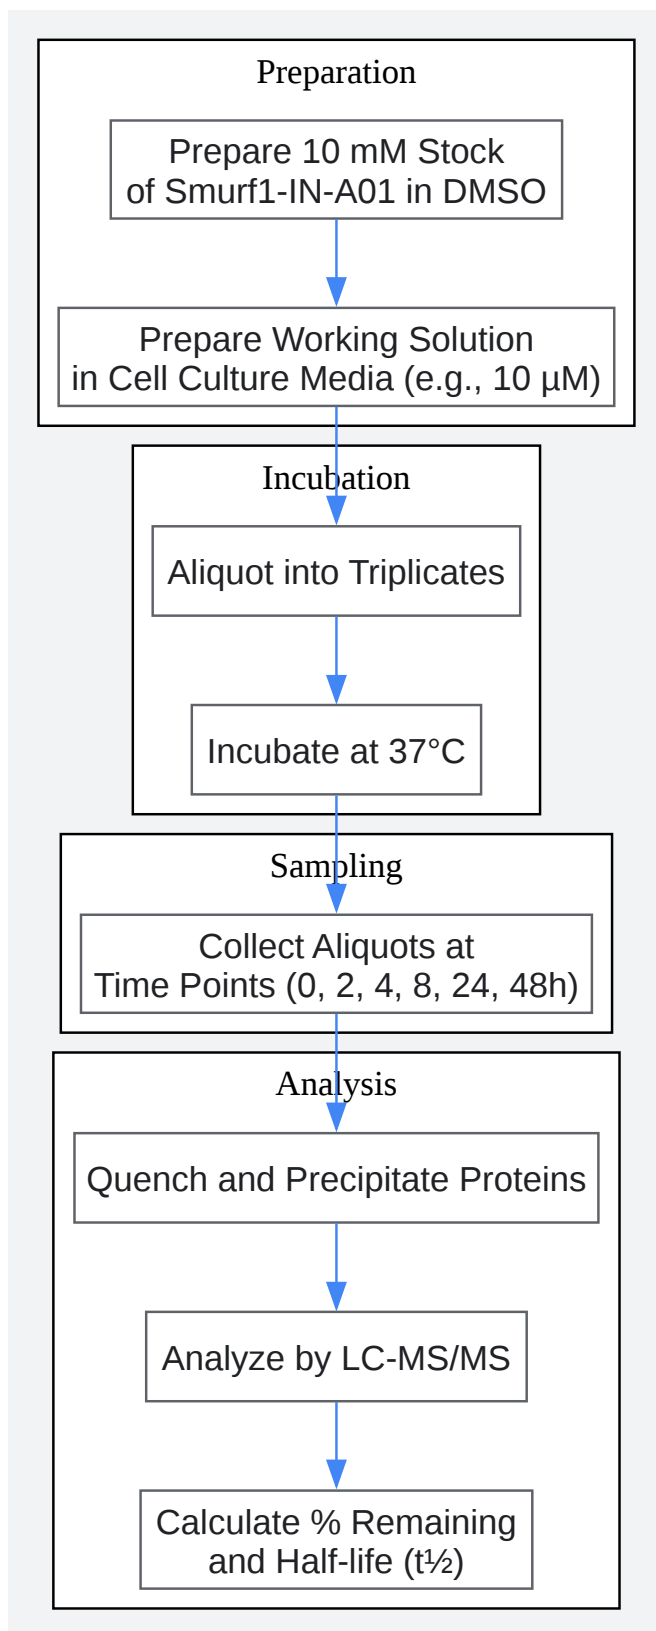 Preparation
Prepare 10 mM Stock
of Smurf1-IN-A01 in DMSO
Prepare Working Solution
in Cell Culture Media (e.g., 10 µM)
Incubation
Aliquot into Triplicates
Incubate at 37°C
Sampling
Collect Aliquots at
Time Points (0, 2, 4, 8, 24, 48h)
Analysis
Quench and Precipitate Proteins
Analyze by LC-MS/MS
Calculate % Remaining
and Half-life (t½)